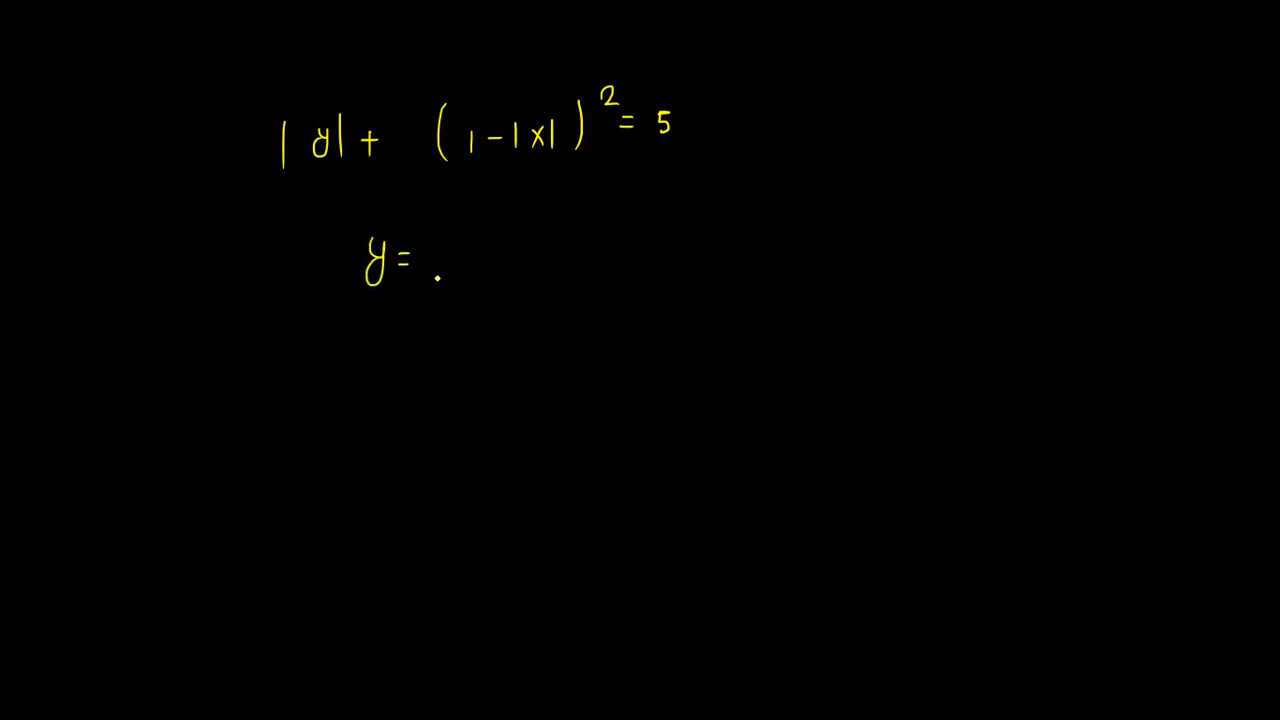 |y| + (1-|x|)² = 5
y = .